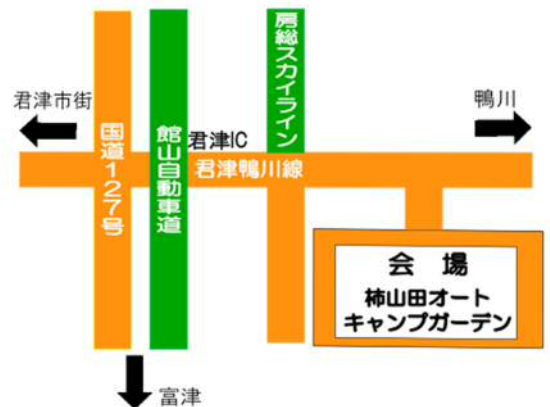 君津市街
国道127号
館山自動車道
君津IC
房総スカイライン
鴨川
君津鴨川線
会場
柿山田オート
キャンプガーデン
富津